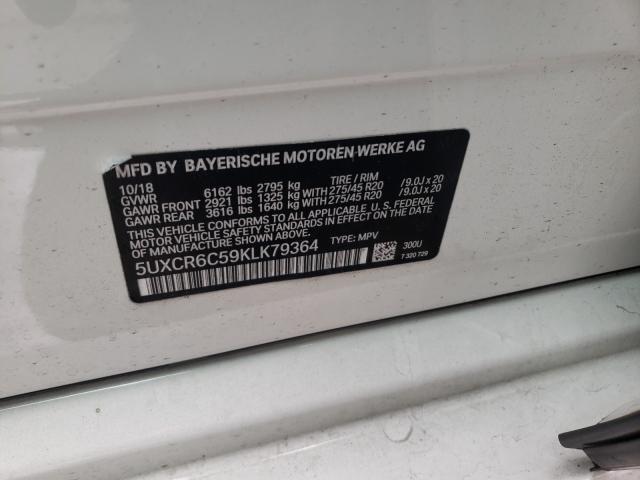 MFD BY BAYERISCHE MOTOREN WERKE AG
10/18 TIRE / RIM
GVWR 6162 lbs 2795 kg
GAWR FRONT 2921 lbs 1325 kg WITH 275/45 R20 /9.0J x 20
GAWR REAR 3616 lbs 1640 kg WITH 275/45 R20 /9.0J x 20
THIS VEHICLE CONFORMS TO ALL APPLICABLE U. S. FEDERAL
MOTOR VEHICLE SAFETY STANDARDS IN EFFECT ON THE DATE
OF MANUFACTURE SHOWN ABOVE.
5UXCR6C59KLK79364 TYPE: MPV
300U
7 320 729